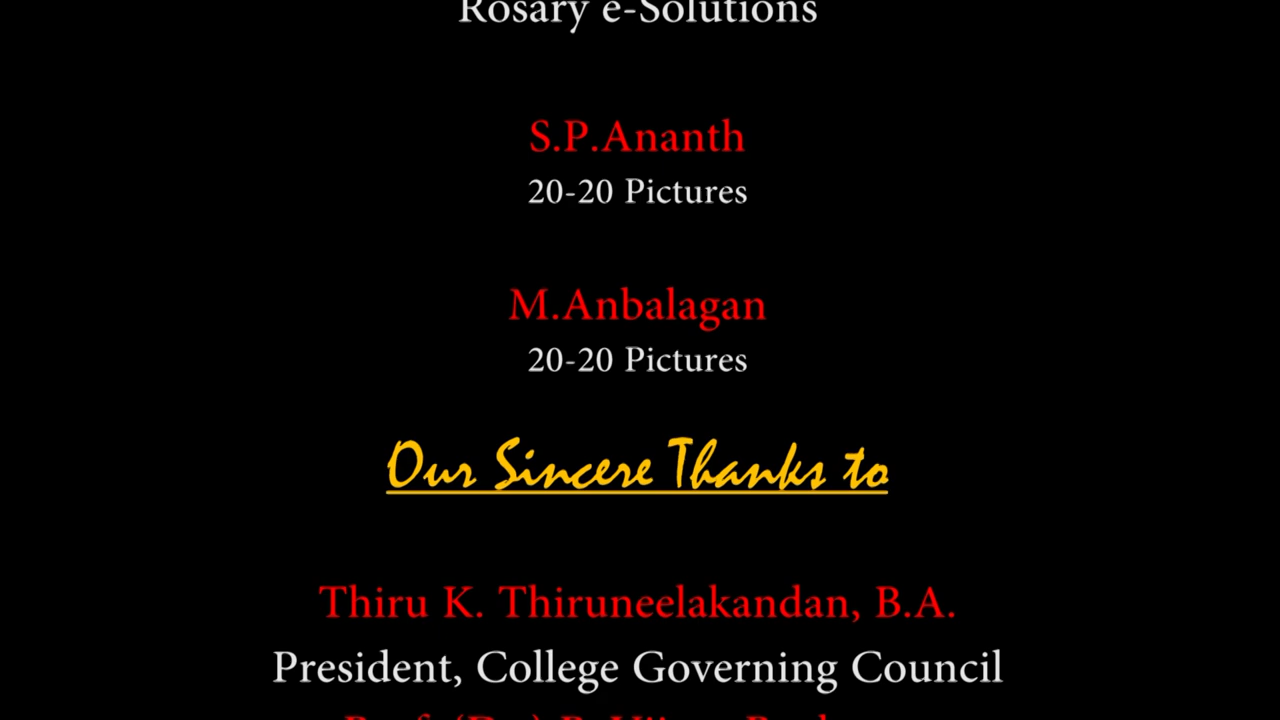 Rosary e-Solutions
S.P.Ananth
20-20 Pictures
M.Anbalagan
20-20 Pictures
Our Sincere Thanks to
Thiru K. Thiruneelakandan, B.A.
President, College Governing Council